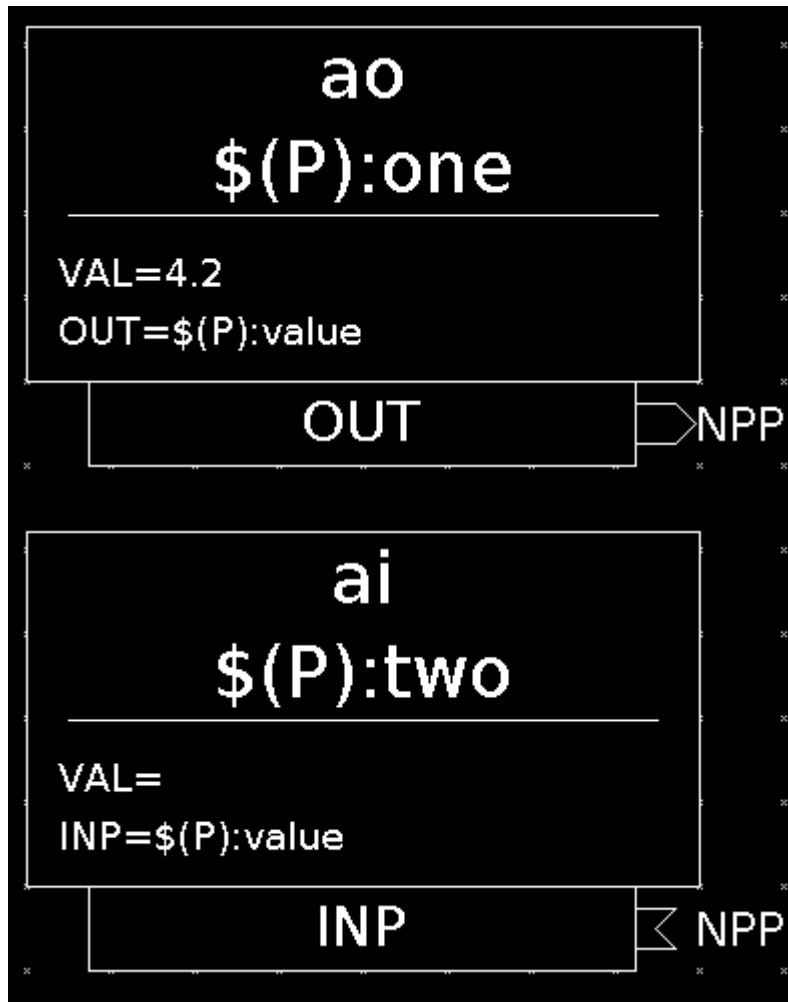 ao
$(P):one
VAL=4.2
OUT=$(P):value
OUT
NPP
ai
$(P):two
VAL=
INP=$(P):value
INP
NPP